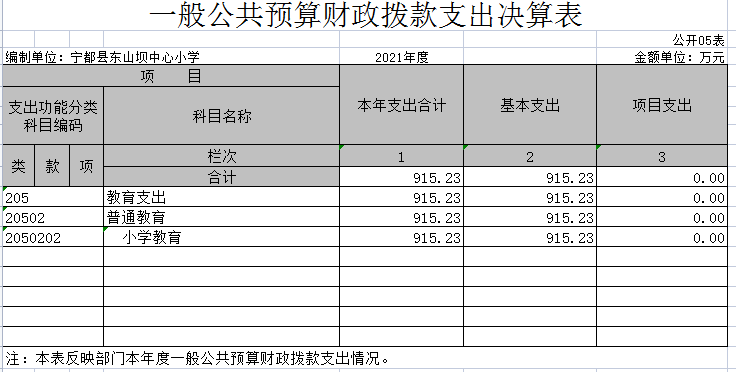 一般公共预算财政拨款支出决算表
公开05表
编制单位：宁都县东山坝中心小学 2021年度 金额单位：万元
项 目 本年支出合计 基本支出 项目支出
支出功能分类科目编码 科目名称
类 款 项 栏次 1 2 3
合计 915.23 915.23 0.00
205 教育支出 915.23 915.23 0.00
20502 普通教育 915.23 915.23 0.00
2050202 小学教育 915.23 915.23 0.00
注：本表反映部门本年度一般公共预算财政拨款支出情况。